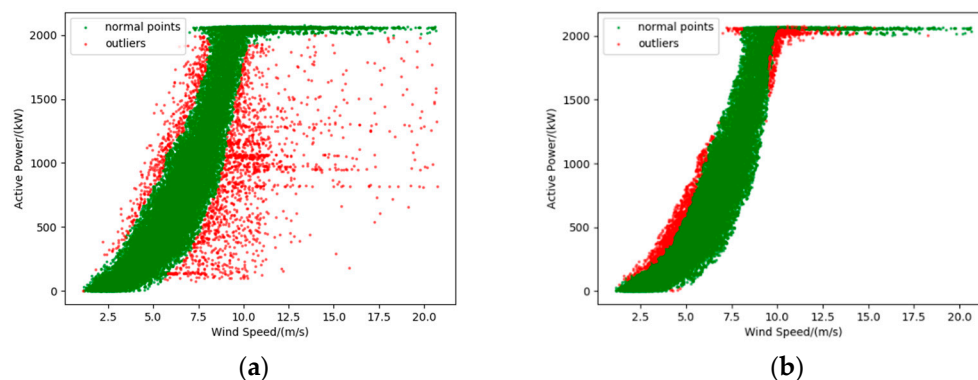 normal points
outliers
2000
1500
1000
500
0
Active Power/(kW)
2.5 5.0 7.5 10.0 12.5 15.0 17.5 20.0
Wind Speed/(m/s)
(a)
normal points
outliers
2000
1500
1000
500
0
Active Power/(kW)
2.5 5.0 7.5 10.0 12.5 15.0 17.5 20.0
Wind Speed/(m/s)
(b)